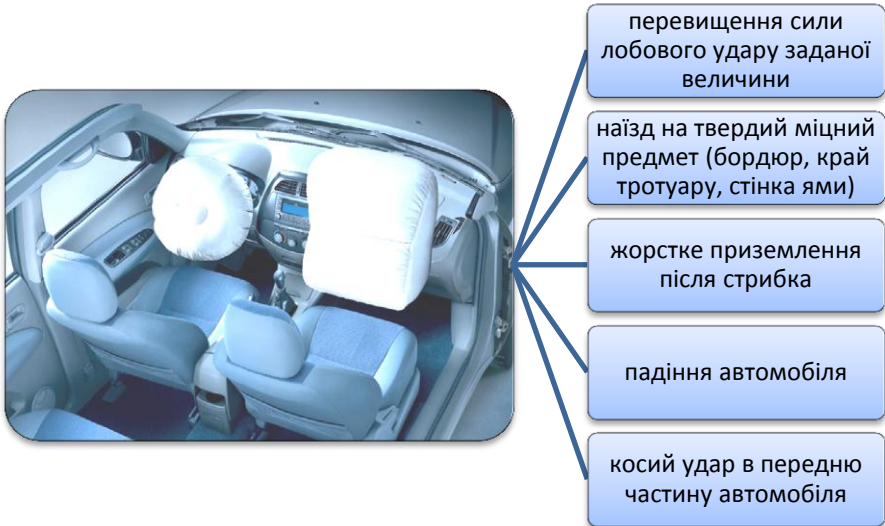 перевищення сили
лобового удару заданої
величини
наїзд на твердий міцний
предмет (бордюр, край
тротуару, стінка ями)
жорстке приземлення
після стрибка
падіння автомобіля
косий удар в передню
частину автомобіля